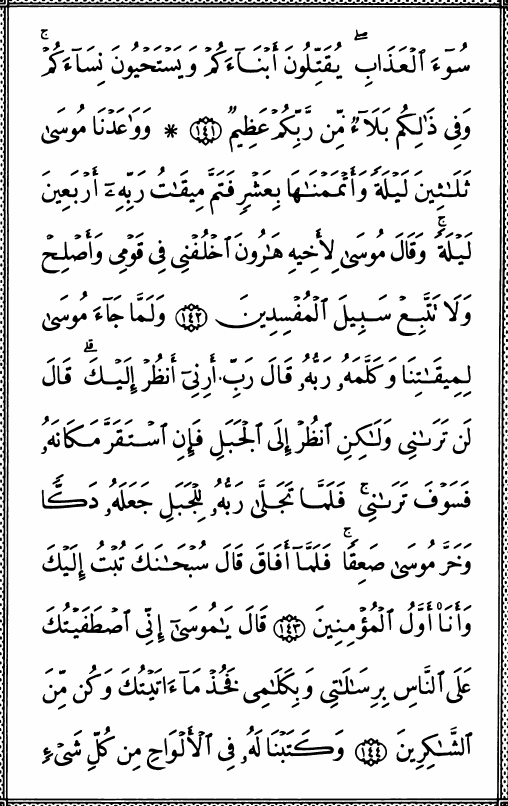 سُوٓءَ ٱلْعَذَابِ ۖ يُقَتِّلُونَ أَبْنَآءَكُمْ وَيَسْتَحْيُونَ نِسَآءَكُمْ ۚ
وَفِى ذَٰلِكُم بَلَآءٌ مِّن رَّبِّكُمْ عَظِيمٌ ۝١٤١ * وَوَٰعَدْنَا مُوسَىٰ
ثَلَٰثِينَ لَيْلَةً وَأَتْمَمْنَٰهَا بِعَشْرٍ فَتَمَّ مِيقَٰتُ رَبِّهِۦٓ أَرْبَعِينَ
لَيْلَةً ۚ وَقَالَ مُوسَىٰ لِأَخِيهِ هَٰرُونَ ٱخْلُفْنِى فِى قَوْمِى وَأَصْلِحْ
وَلَا تَتَّبِعْ سَبِيلَ ٱلْمُفْسِدِينَ ۝١٤٢ وَلَمَّا جَآءَ مُوسَىٰ
لِمِيقَٰتِنَا وَكَلَّمَهُۥ رَبُّهُۥ قَالَ رَبِّ أَرِنِىٓ أَنظُرْ إِلَيْكَ ۚ قَالَ
لَن تَرَىٰنِى وَلَٰكِنِ ٱنظُرْ إِلَى ٱلْجَبَلِ فَإِنِ ٱسْتَقَرَّ مَكَانَهُۥ
فَسَوْفَ تَرَىٰنِى ۚ فَلَمَّا تَجَلَّىٰ رَبُّهُۥ لِلْجَبَلِ جَعَلَهُۥ دَكًّا
وَخَرَّ مُوسَىٰ صَعِقًا ۚ فَلَمَّآ أَفَاقَ قَالَ سُبْحَٰنَكَ تُبْتُ إِلَيْكَ
وَأَنَا۠ أَوَّلُ ٱلْمُؤْمِنِينَ ۝١٤٣ قَالَ يَٰمُوسَىٰٓ إِنِّى ٱصْطَفَيْتُكَ
عَلَى ٱلنَّاسِ بِرِسَٰلَٰتِى وَبِكَلَٰمِى فَخُذْ مَآ ءَاتَيْتُكَ وَكُن مِّنَ
ٱلشَّٰكِرِينَ ۝١٤٤ وَكَتَبْنَا لَهُۥ فِى ٱلْأَلْوَاحِ مِن كُلِّ شَىْءٍ